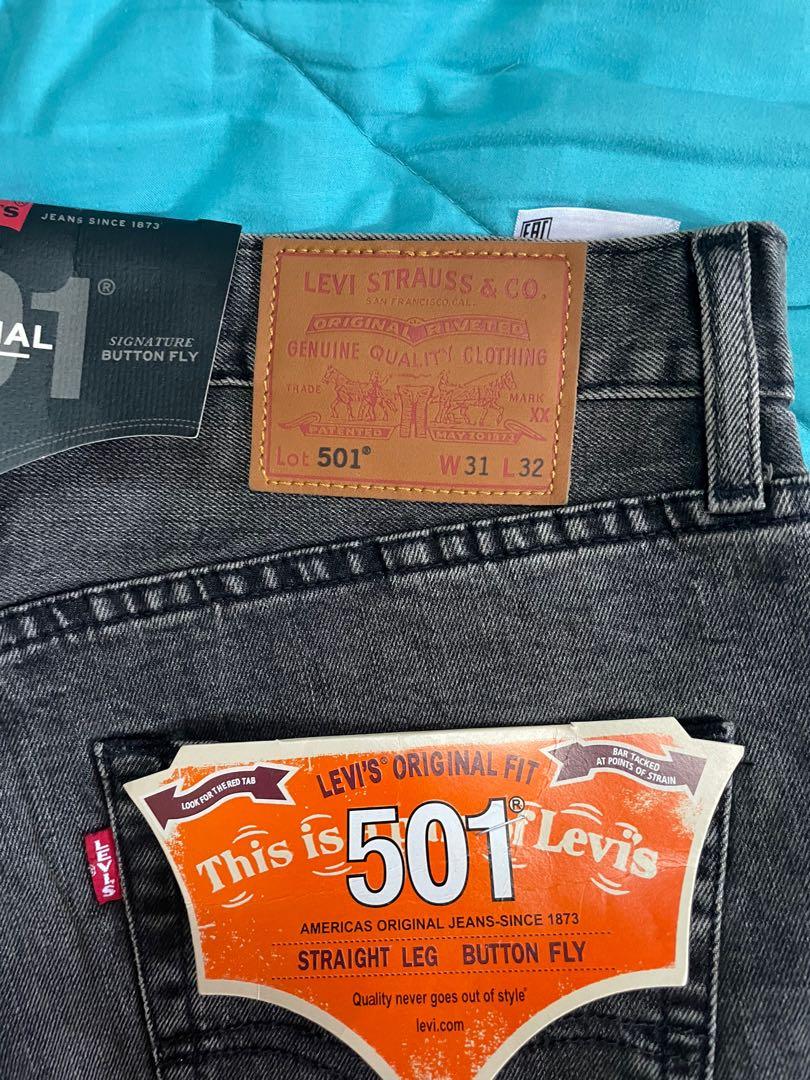 JEANS SINCE 1873
501®
SIGNATURE
BUTTON FLY
EAC
LEVI STRAUSS & CO.
SAN FRANCISCO, CAL.
ORIGINAL RIVETED
GENUINE QUALITY CLOTHING
TRADE MARK
XX
PATENTED MAY 20 1873
Lot 501®
W31 L32
LEVI'S® ORIGINAL FIT
LOOK FOR THE RED TAB
BAR TACKED
AT POINTS OF STRAIN
501®
This is of Levi's
AMERICAS ORIGINAL JEANS-SINCE 1873
STRAIGHT LEG BUTTON FLY
Quality never goes out of style®
levi.com
LEVI'S®